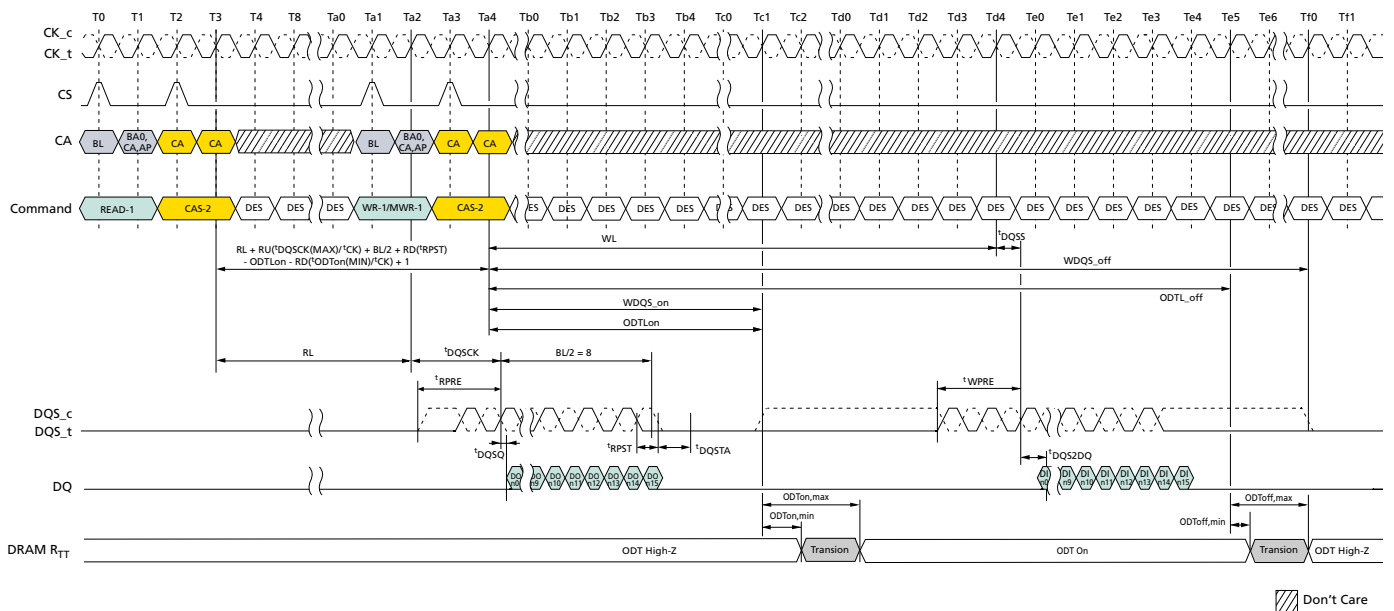 T0 T1 T2 T3 T4 T8 Ta0 Ta1 Ta2 Ta3 Ta4 Tb0 Tb1 Tb2 Tb3 Tb4 Tc0 Tc1 Tc2 Td0 Td1 Td2 Td3 Td4 Te0 Te1 Te2 Te3 Te4 Te5 Te6 Tf0 Tf1
CK_c
CK_t
CS
CA BL BA0, CA,AP CA CA BL BA0, CA,AP CA CA
Command READ-1 CAS-2 DES DES DES WR-1/MWR-1 CAS-2 DES DES DES DES DES DES DES DES DES DES DES DES DES DES DES DES DES DES DES DES DES DES
WL tDQSS
RL + RU(tDQSCK(MAX)/tCK) + BL/2 + RD(tRPST)
- ODTLon - RD(tODTon(MIN)/tCK) + 1
WDQS_off
ODTL_off
WDQS_on
ODTLon
RL tDQSCK BL/2 = 8
tRPRE tWPRE
DQS_c
DQS_t
tRPST tDQSTA
tDQSQ tDQS2DQ
DQ DO n0 DO n9 DO n10 DO n11 DO n12 DO n13 DO n14 DO n15 DI n0 DI n9 DI n10 DI n11 DI n12 DI n13 DI n14 DI n15
ODTon,max ODToff,max
ODTon,min ODToff,min
DRAM RTT ODT High-Z Transion ODT On Transion ODT High-Z
Don't Care